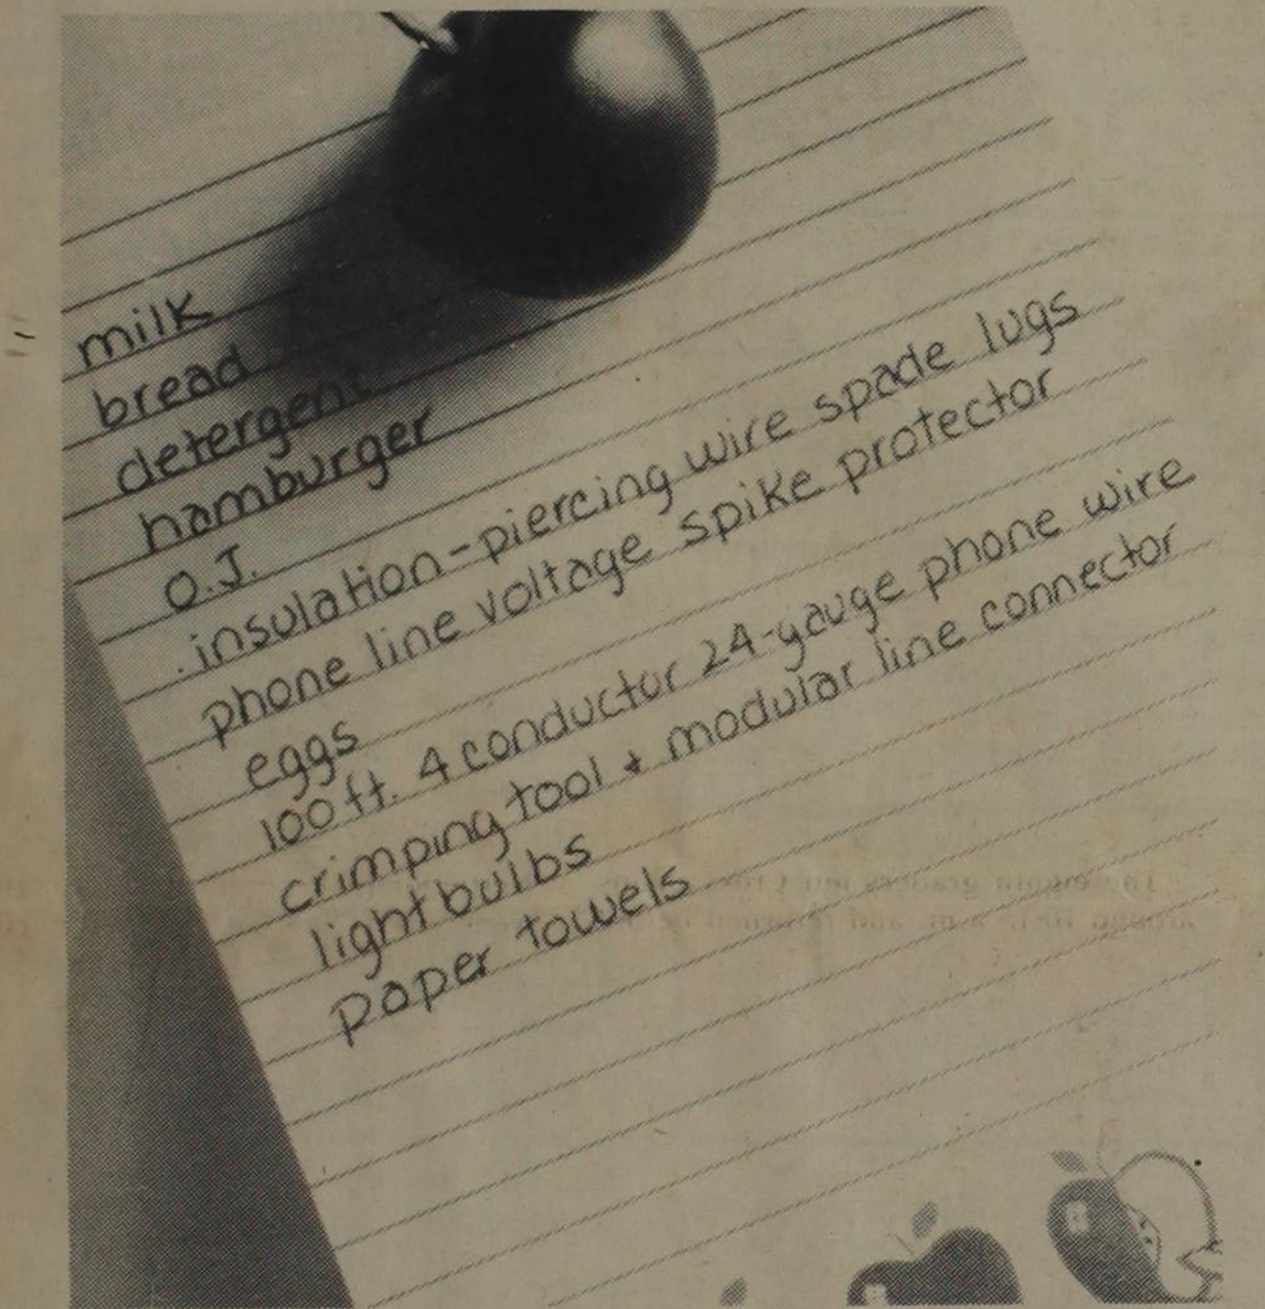 milk
bread
detergent
hamburger
O.J.
insulation-piercing wire spade lugs
phone line voltage spike protector
eggs
100 ft. 4 conductor 24-gauge phone wire
crimping tool + modular line connector
light bulbs
paper towels